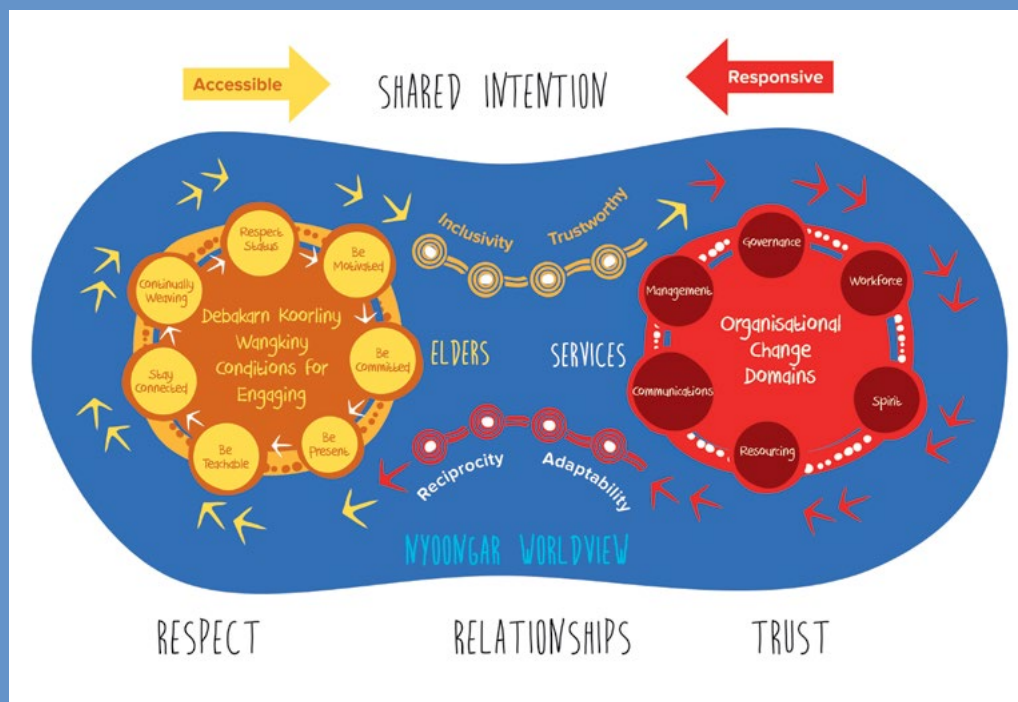 Accessible
SHARED INTENTION
Responsive
Inclusivity
Trustworthy
Respect
Status
Be
Motivated
Be
Committed
Be
Present
Be
Teachable
Stay
Connected
Continually
Weaving
Debakarn Koorliny
Wangkiny
Conditions for
Engaging
ELDERS
SERVICES
Governance
Workforce
Spirit
Resourcing
Communications
Management
Organisational
Change
Domains
Reciprocity
Adaptability
NYOONGAR WORLDVIEW
RESPECT
RELATIONSHIPS
TRUST